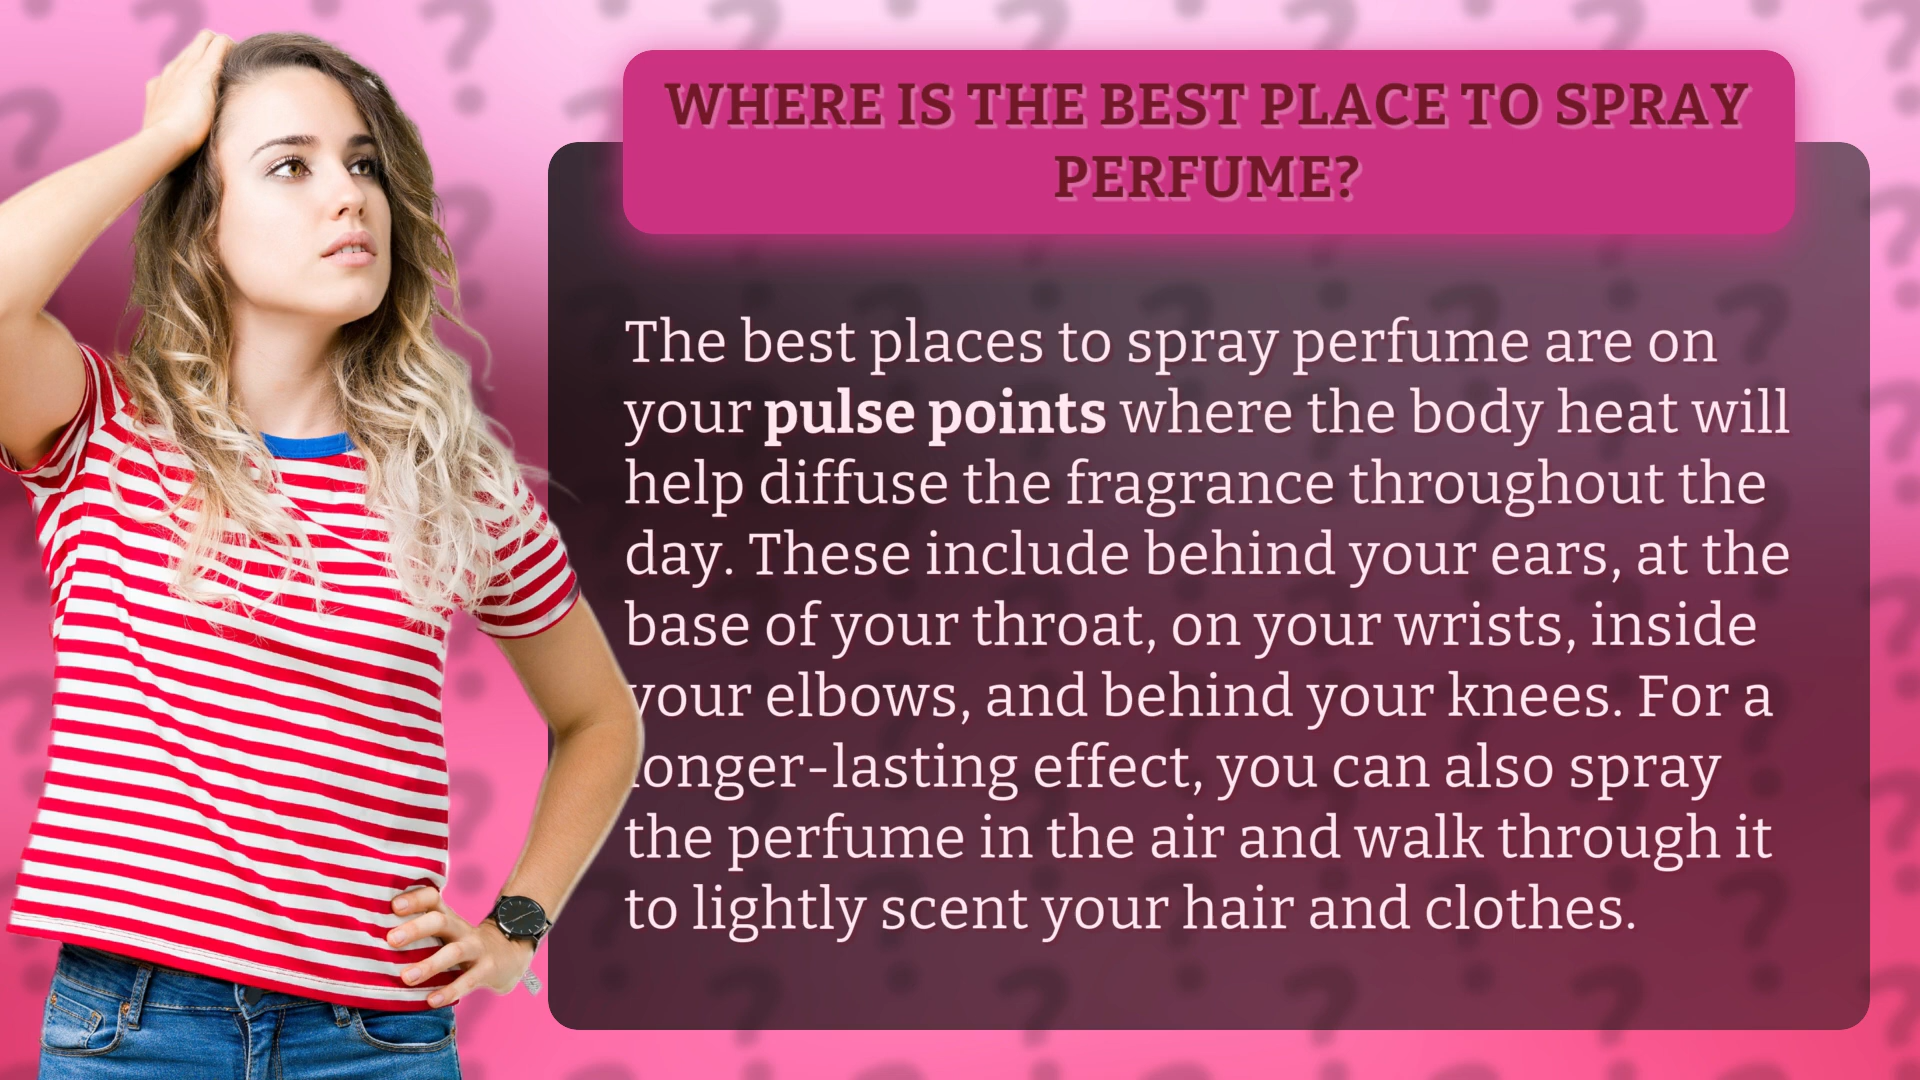 WHERE IS THE BEST PLACE TO SPRAY
PERFUME?
The best places to spray perfume are on
your pulse points where the body heat will
help diffuse the fragrance throughout the
day. These include behind your ears, at the
base of your throat, on your wrists, inside
your elbows, and behind your knees. For a
longer-lasting effect, you can also spray
the perfume in the air and walk through it
to lightly scent your hair and clothes.